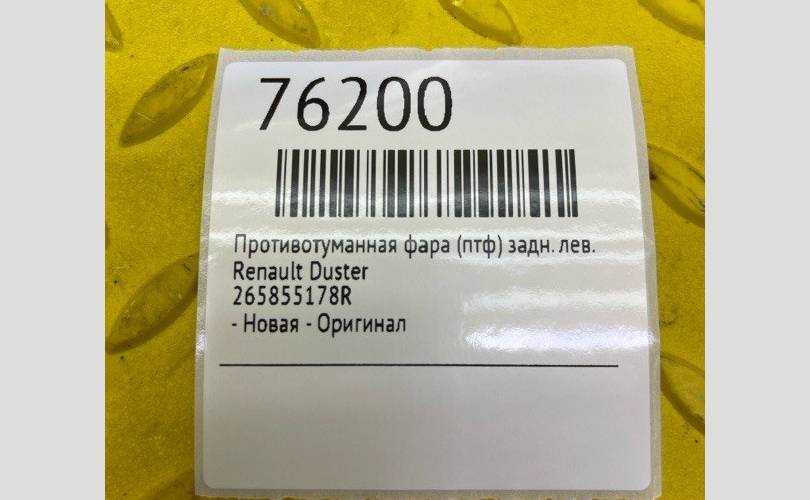 76200
Противотуманная фара (птф) задн. лев.
Renault Duster
265855178R
- Новая - Оригинал